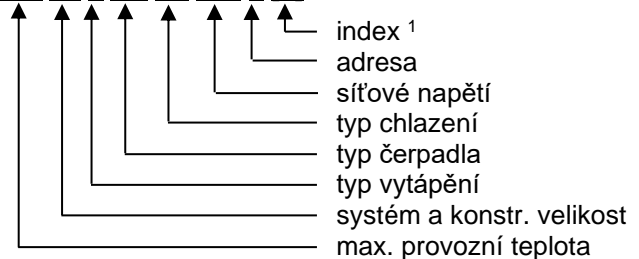 index ¹
adresa
síťové napětí
typ chlazení
typ čerpadla
typ vytápění
systém a konstr. velikost
max. provozní teplota